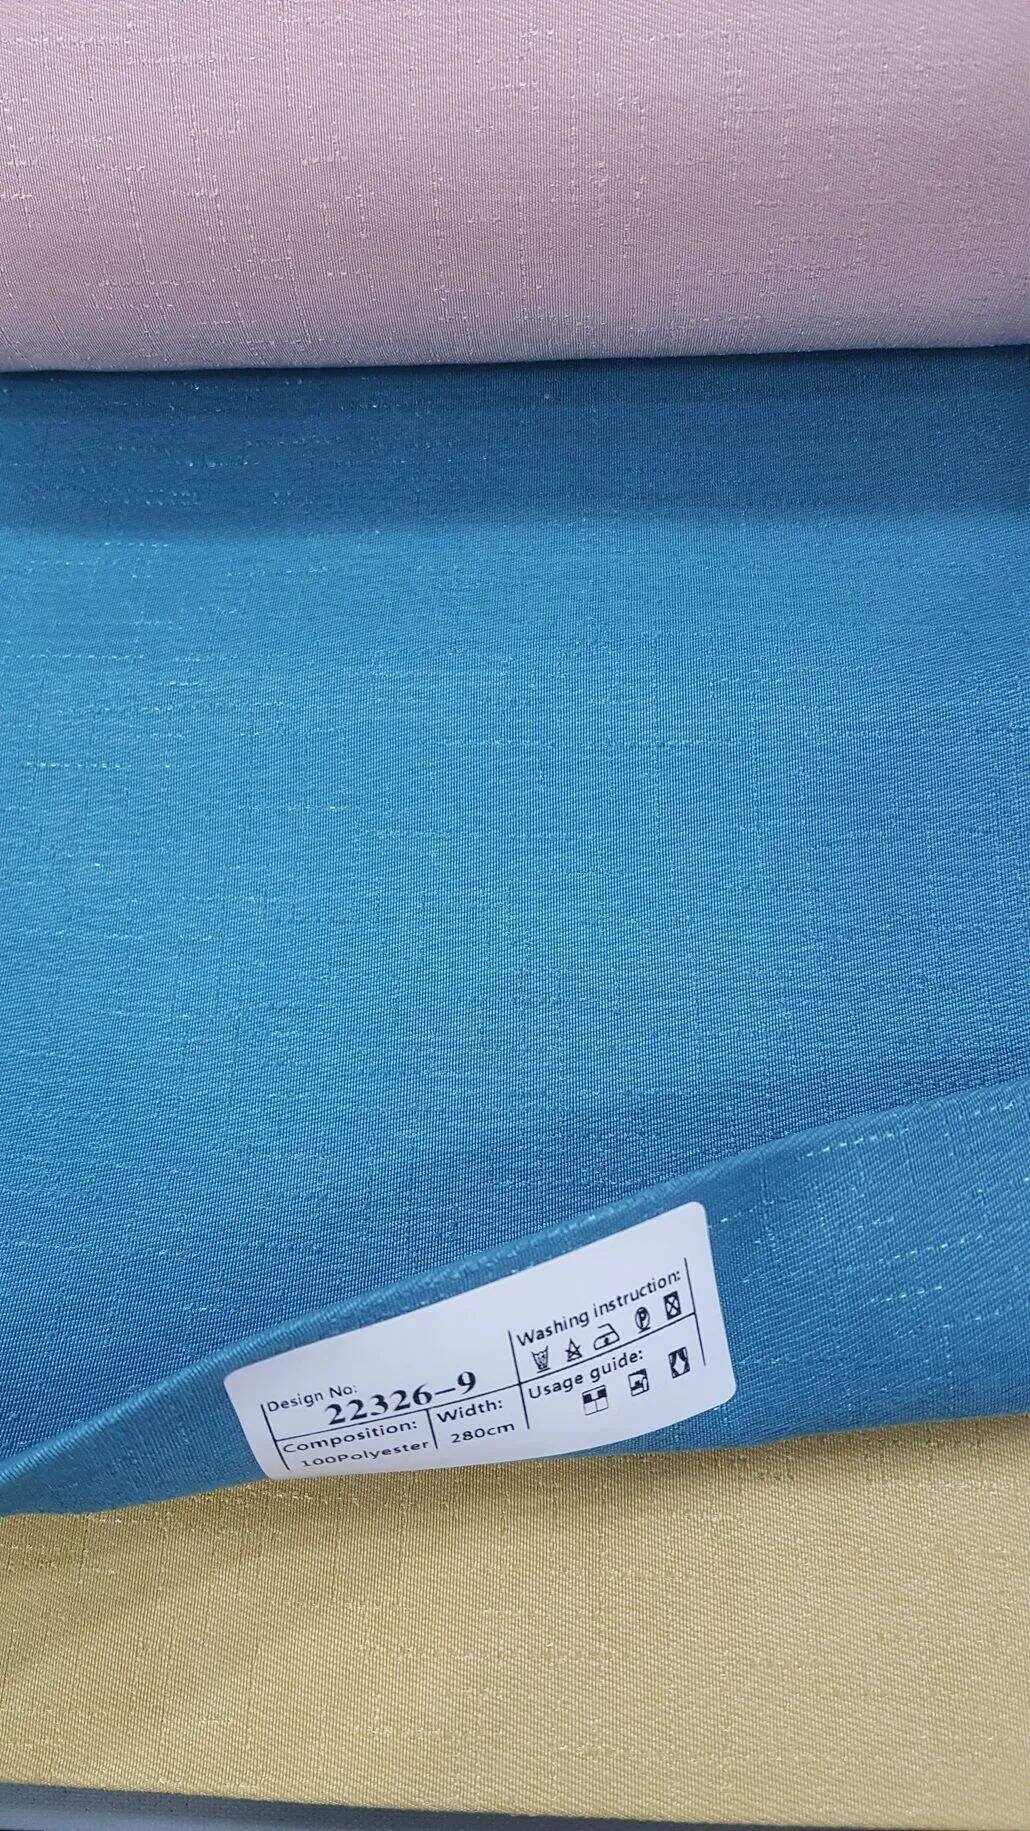 Design No:
22326-9
Composition:
100Polyester
Width:
280cm
Washing instruction:
P
Usage guide: